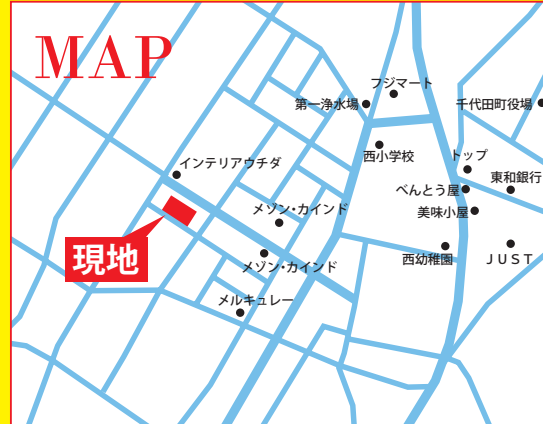 MAP
フジマート
第一浄水場
千代田町役場
西小学校
トップ
インテリアウチダ
東和銀行
べんとう屋
メゾン・カインド
美味小屋
現地
西幼稚園
JUST
メゾン・カインド
メルキュレー